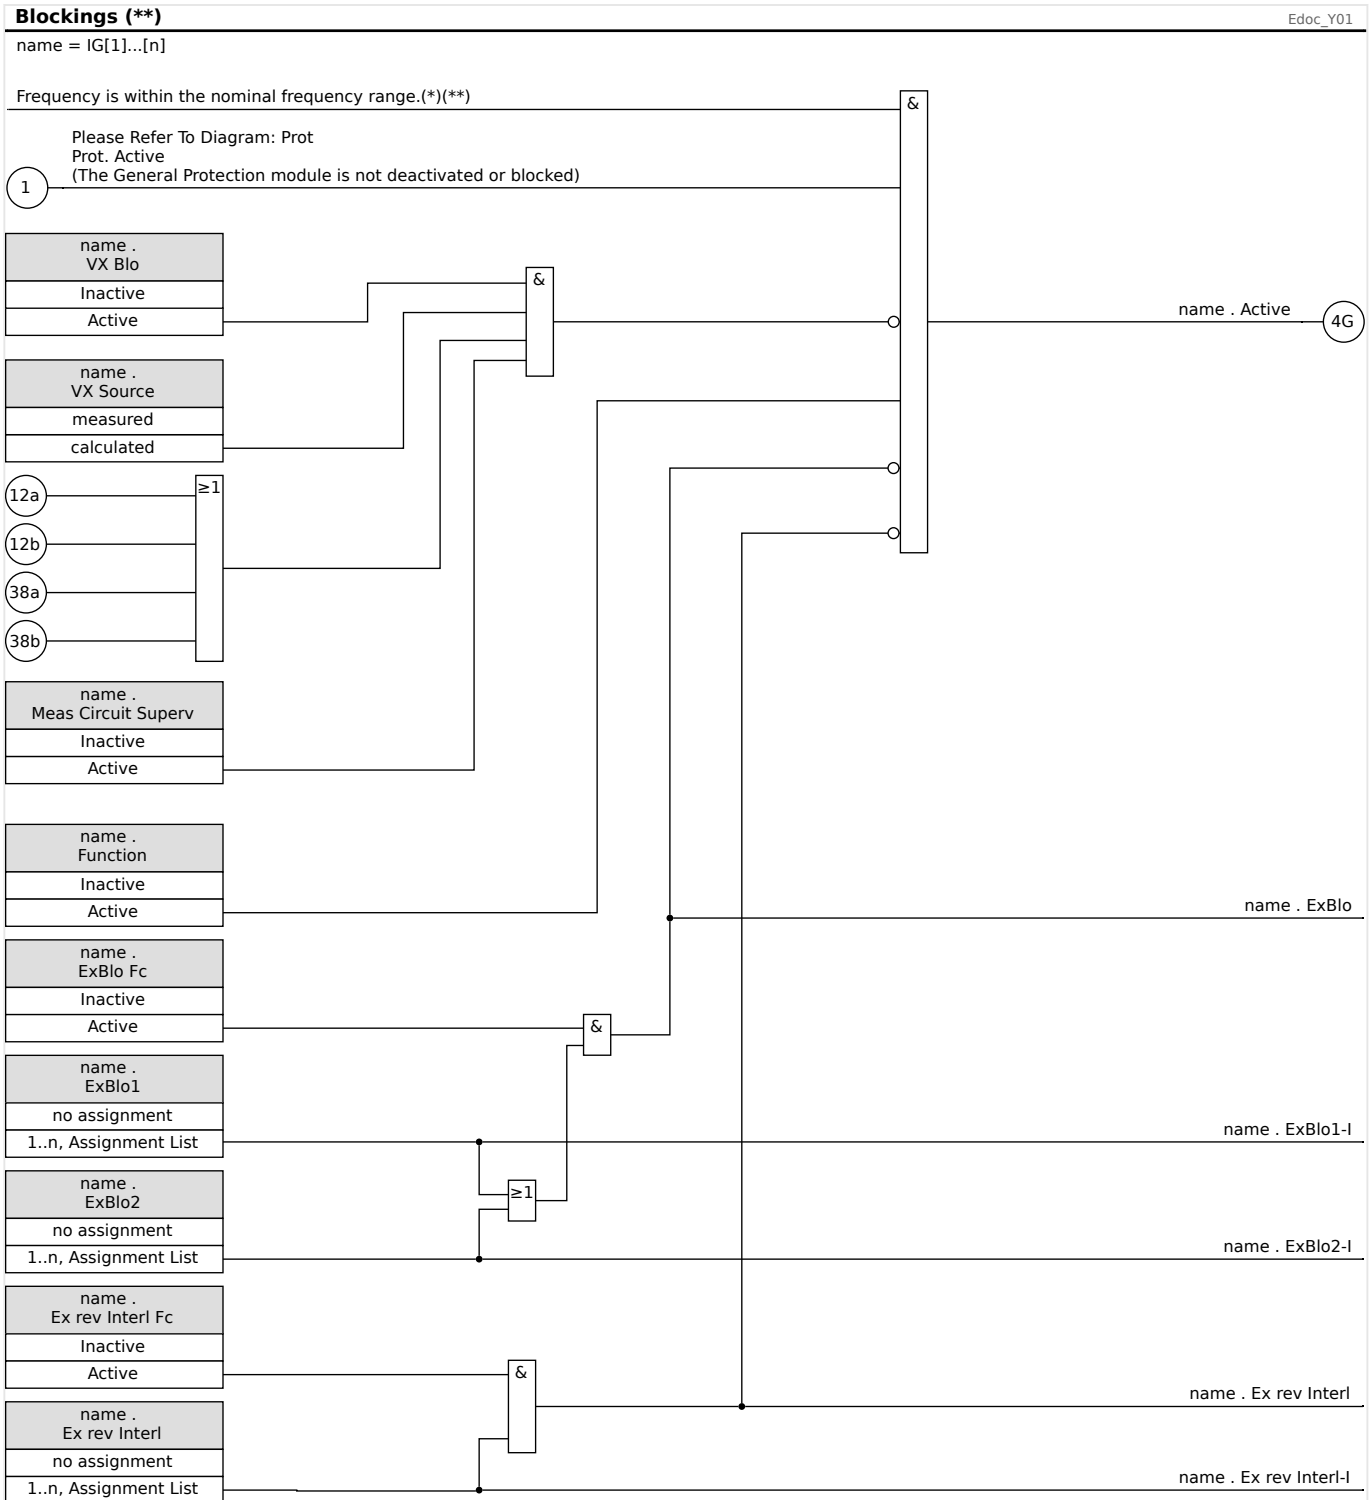 Blockings (**)
Edoc_Y01
name = IG[1]...[n]
Frequency is within the nominal frequency range.(*)(**)
&
Please Refer To Diagram: Prot
Prot. Active
(The General Protection module is not deactivated or blocked)
1
name .
VX Blo
Inactive
Active
&
name . Active
4G
name .
VX Source
measured
calculated
≥1
12a
12b
38a
38b
name .
Meas Circuit Superv
Inactive
Active
name .
Function
Inactive
Active
name . ExBlo
name .
ExBlo Fc
Inactive
Active
&
name .
ExBlo1
no assignment
1..n, Assignment List
name . ExBlo1-I
name .
ExBlo2
no assignment
1..n, Assignment List
≥1
name . ExBlo2-I
name .
Ex rev Interl Fc
Inactive
Active
&
name . Ex rev Interl
name .
Ex rev Interl
no assignment
1..n, Assignment List
name . Ex rev Interl-I